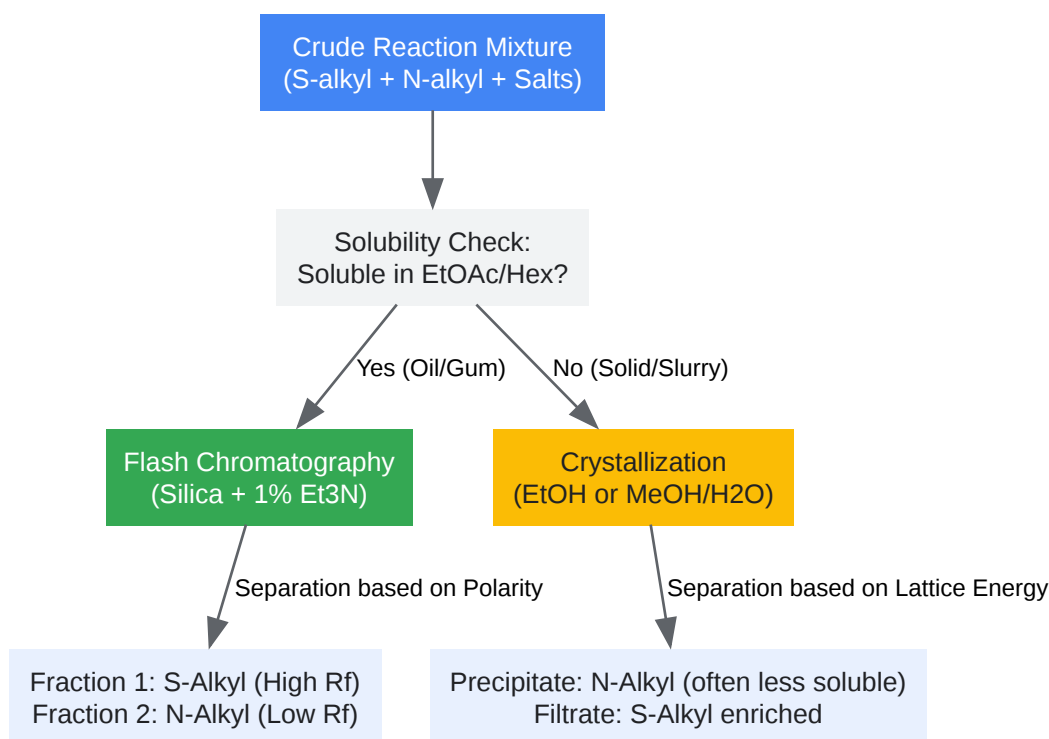 Crude Reaction Mixture
(S-alkyl + N-alkyl + Salts)
Solubility Check:
Soluble in EtOAc/Hex?
Yes (Oil/Gum)
No (Solid/Slurry)
Flash Chromatography
(Silica + 1% Et3N)
Crystallization
(EtOH or MeOH/H2O)
Separation based on Polarity
Separation based on Lattice Energy
Fraction 1: S-Alkyl (High Rf)
Fraction 2: N-Alkyl (Low Rf)
Precipitate: N-Alkyl (often less soluble)
Filtrate: S-Alkyl enriched